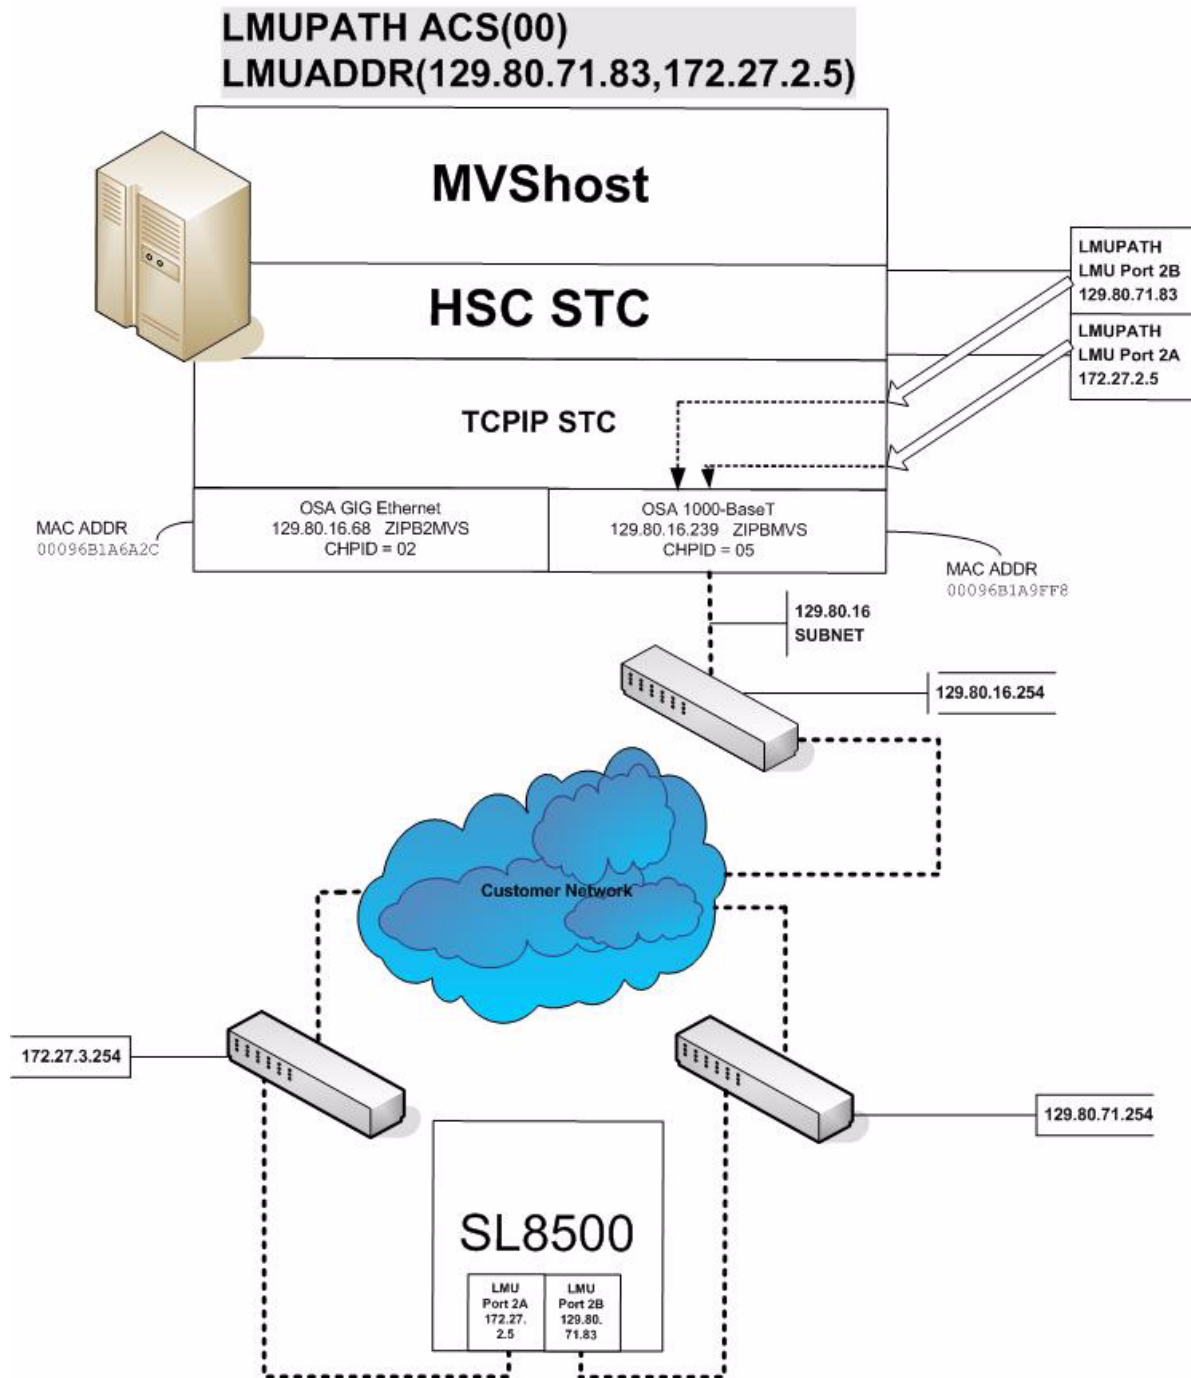 LMUPATH ACS(00)
LMUADDR(129.80.71.83,172.27.2.5)
MVShost
HSC STC
TCPIP STC
LMUPATH
LMU Port 2B
129.80.71.83
LMUPATH
LMU Port 2A
172.27.2.5
OSA GIG Ethernet
129.80.16.68 ZIPB2MVS
CHPID = 02
OSA 1000-BaseT
129.80.16.239 ZIPBMVS
CHPID = 05
MAC ADDR
00096B1A6A2C
MAC ADDR
00096B1A9FF8
129.80.16
SUBNET
129.80.16.254
Customer Network
172.27.3.254
129.80.71.254
SL8500
LMU
Port 2A
172.27.
2.5
LMU
Port 2B
129.80.
71.83